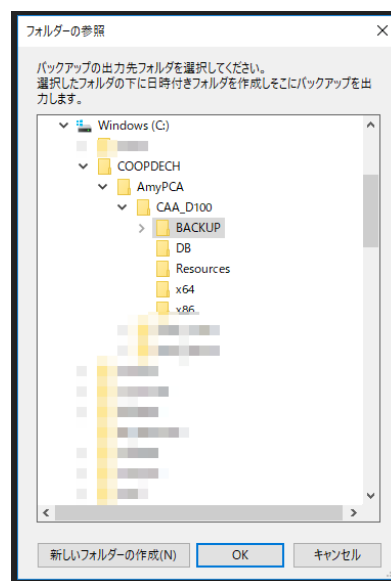 フォルダーの参照
バックアップの出力先フォルダを選択してください。
選択したフォルダの下に日時付きフォルダを作成しそこにバックアップを出
力します。
Windows (C:)
COOPDECH
AmyPCA
CAA_D100
BACKUP
DB
Resources
x64
x86
新しいフォルダーの作成(N)
OK
キャンセル